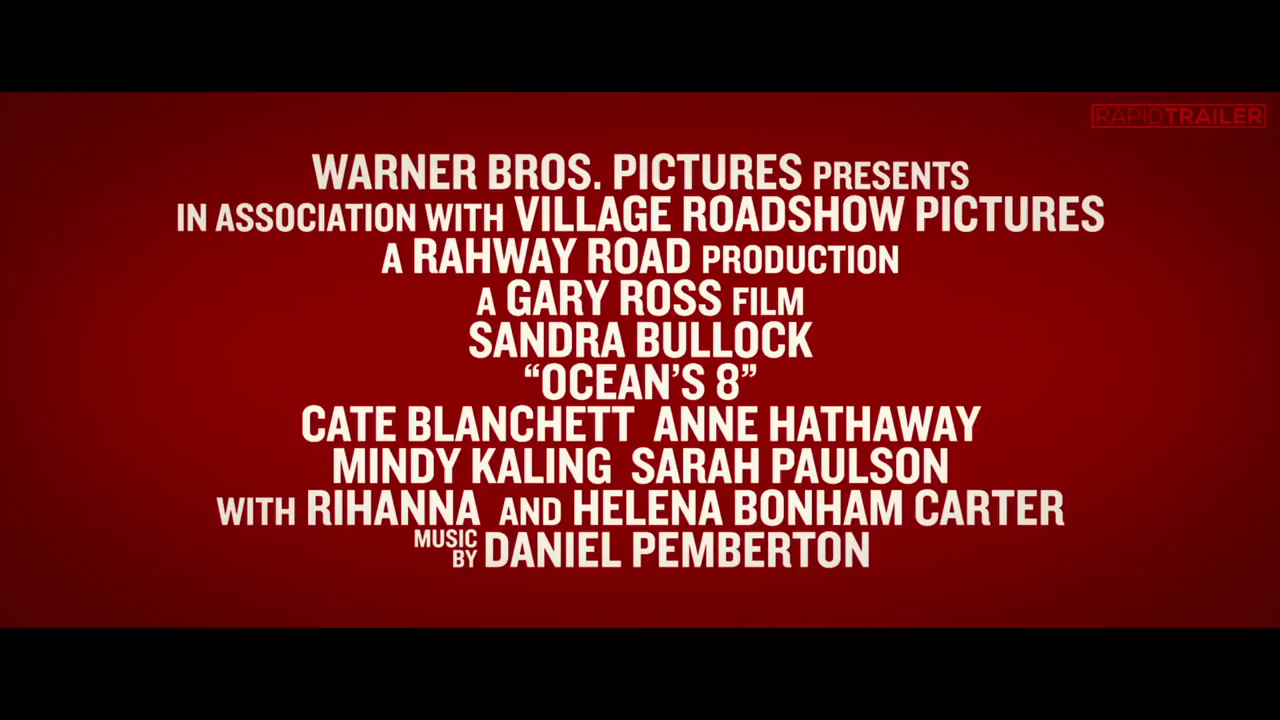 RAPIDTRAILER
WARNER BROS. PICTURES PRESENTS
IN ASSOCIATION WITH VILLAGE ROADSHOW PICTURES
A RAHWAY ROAD PRODUCTION
A GARY ROSS FILM
SANDRA BULLOCK
“OCEAN’S 8”
CATE BLANCHETT ANNE HATHAWAY
MINDY KALING SARAH PAULSON
WITH RIHANNA AND HELENA BONHAM CARTER
MUSIC BY DANIEL PEMBERTON